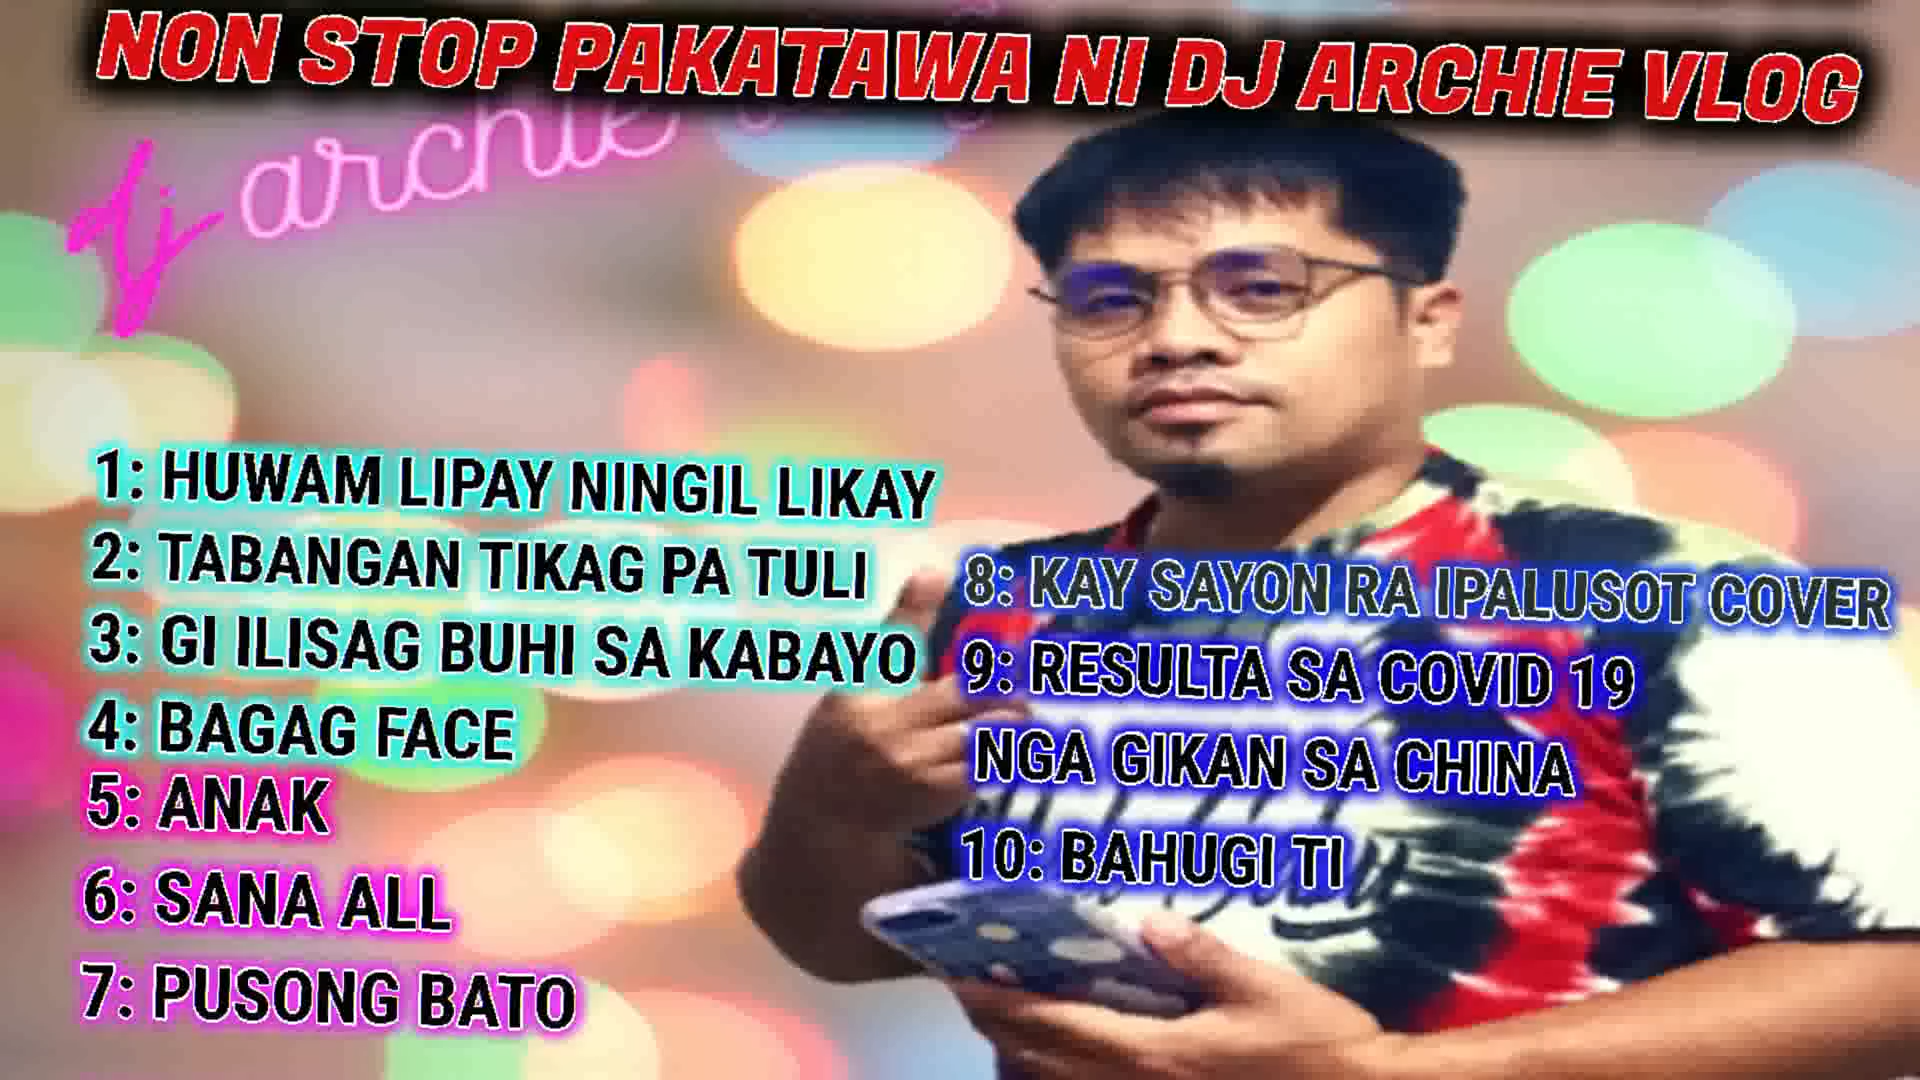 NON STOP PAKATAWA NI DJ ARCHIE VLOG
Dj archie
1: HUWAM LIPAY NINGIL LIKAY
2: TABANGAN TIKAG PA TULI
3: GI ILISAG BUHI SA KABAYO
4: BAGAG FACE
5: ANAK
6: SANA ALL
7: PUSONG BATO
8: KAY SAYON RA IPALUSOT COVER
9: RESULTA SA COVID 19
NGA GIKAN SA CHINA
10: BAHUGI TI